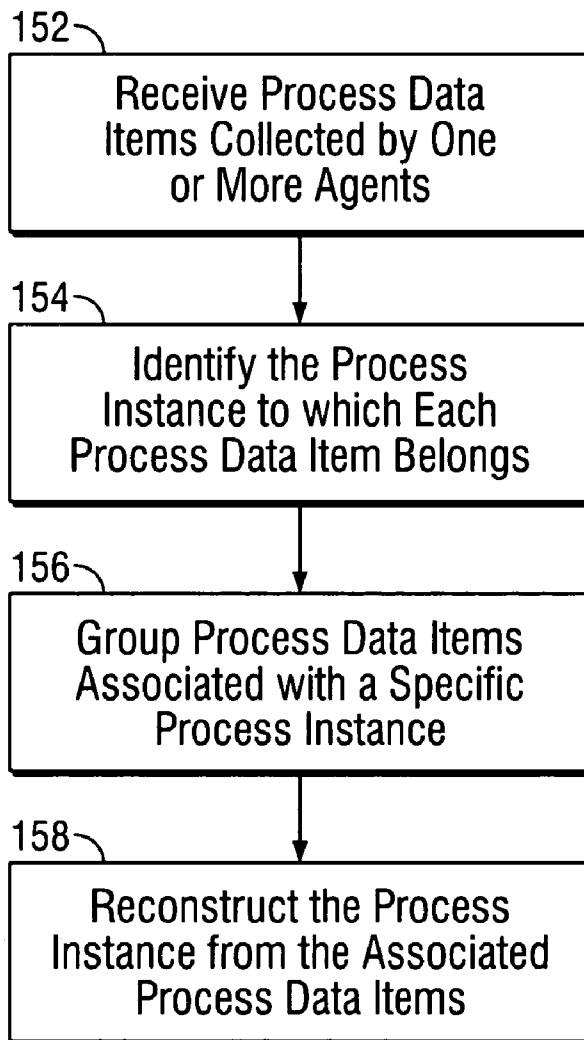 152
Receive Process Data
Items Collected by One
or More Agents
154
Identify the Process
Instance to which Each
Process Data Item Belongs
156
Group Process Data Items
Associated with a Specific
Process Instance
158
Reconstruct the Process
Instance from the Associated
Process Data Items